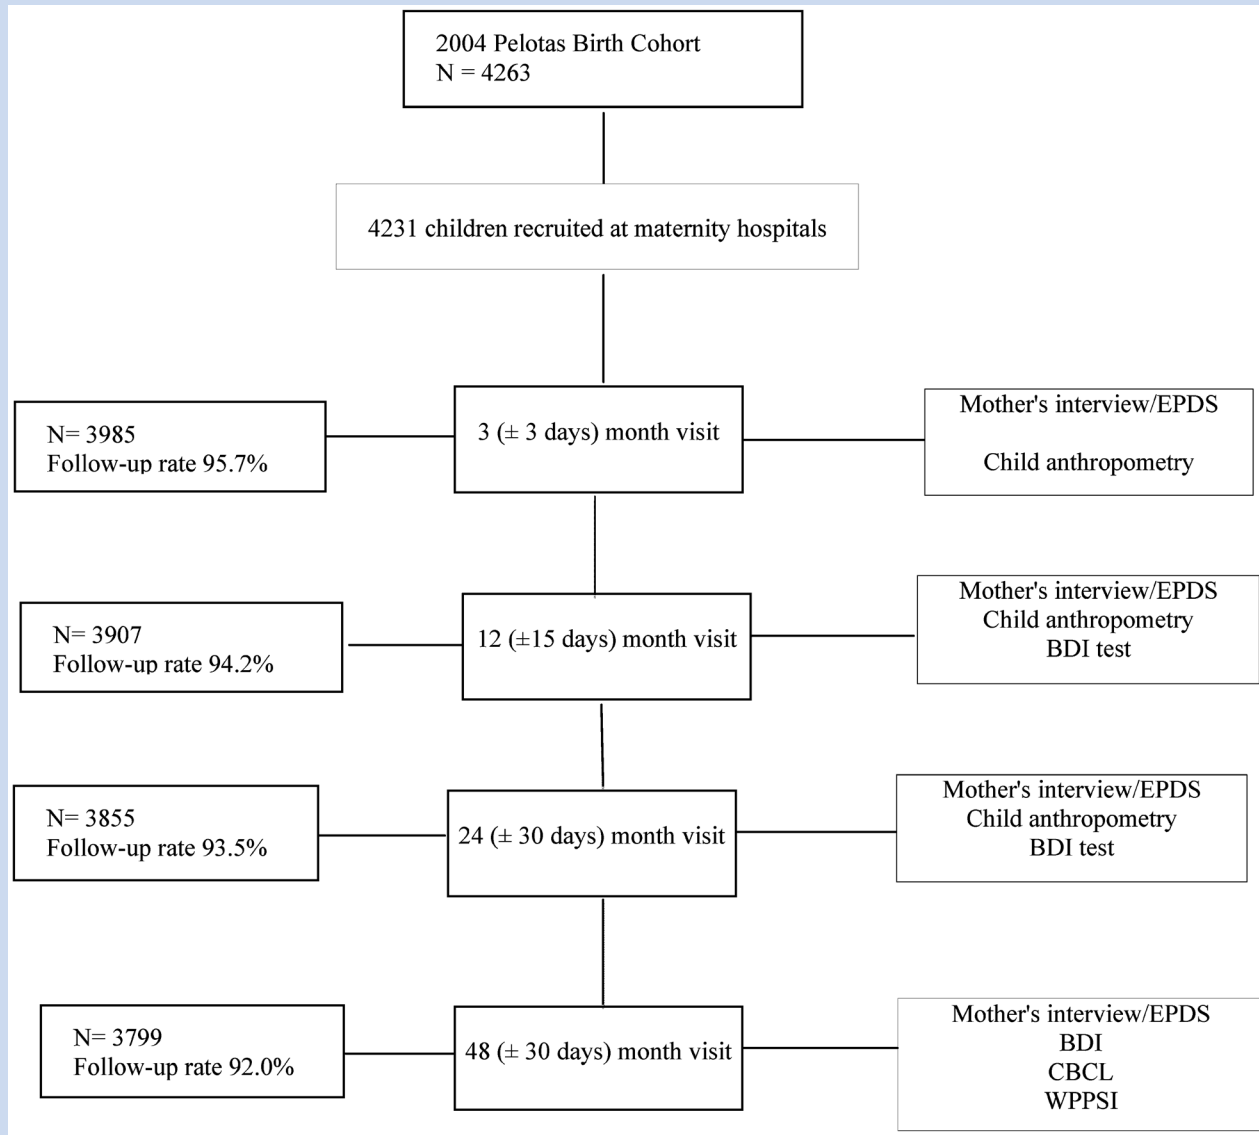 2004 Pelotas Birth Cohort
N = 4263
4231 children recruited at maternity hospitals
N= 3985
Follow-up rate 95.7%
3 (± 3 days) month visit
Mother's interview/EPDS
Child anthropometry
N= 3907
Follow-up rate 94.2%
12 (±15 days) month visit
Mother's interview/EPDS
Child anthropometry
BDI test
N= 3855
Follow-up rate 93.5%
24 (± 30 days) month visit
Mother's interview/EPDS
Child anthropometry
BDI test
N= 3799
Follow-up rate 92.0%
48 (± 30 days) month visit
Mother's interview/EPDS
BDI
CBCL
WPPSI